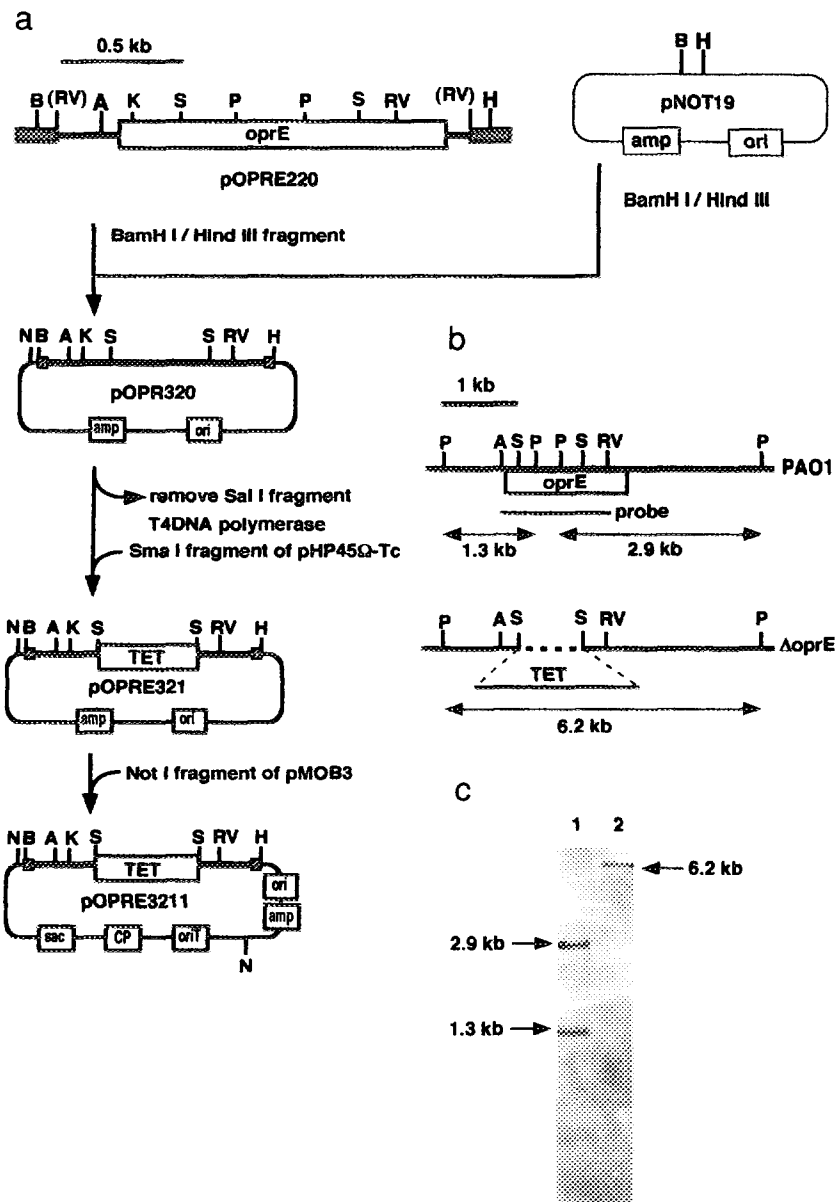 a
0.5 kb
B (RV) A K S P P S RV (RV) H
oprE
pOPRE220
B H
pNOT19
amp ori
BamH I / Hind III
BamH I / Hind III fragment
N B A K S S RV H
pOPR320
amp ori
remove Sal I fragment
T4DNA polymerase
Sma I fragment of pHP45Ω-Tc
N B A K S S RV H
TET
pOPRE321
amp ori
Not I fragment of pMOB3
N B A K S S RV H
TET
pOPRE3211
ori
amp
sac CP oriT
N
b
1 kb
P A S P P S RV P
PAO1
oprE
probe
1.3 kb 2.9 kb
P A S S RV P
ΔoprE
TET
6.2 kb
c
1 2
6.2 kb
2.9 kb
1.3 kb